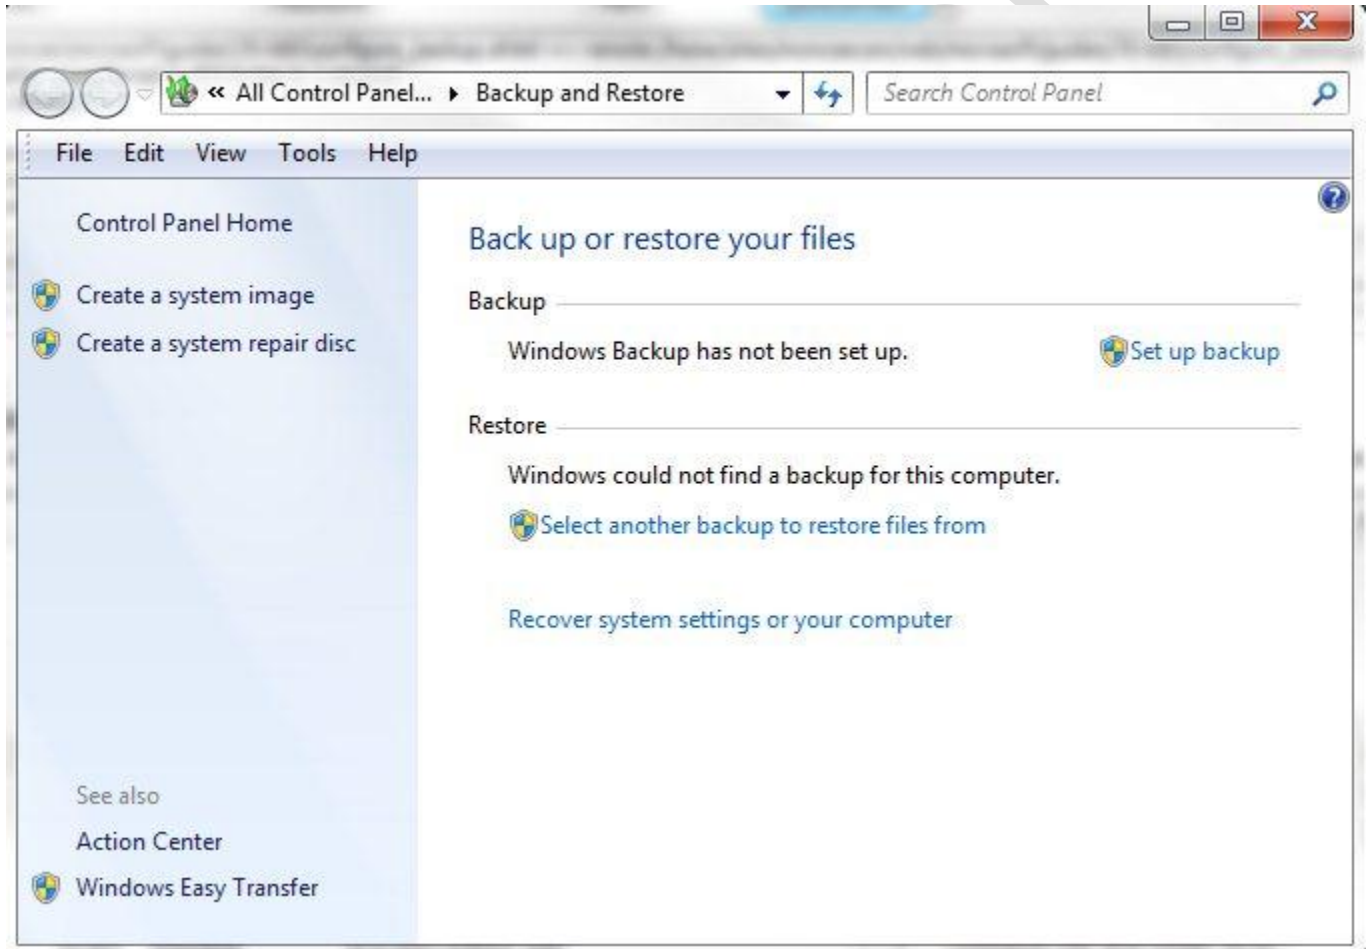 « All Control Panel... ▸ Backup and Restore
Search Control Panel
File Edit View Tools Help
Control Panel Home
Create a system image
Create a system repair disc
See also
Action Center
Windows Easy Transfer
Back up or restore your files
Backup
Windows Backup has not been set up.
Set up backup
Restore
Windows could not find a backup for this computer.
Select another backup to restore files from
Recover system settings or your computer